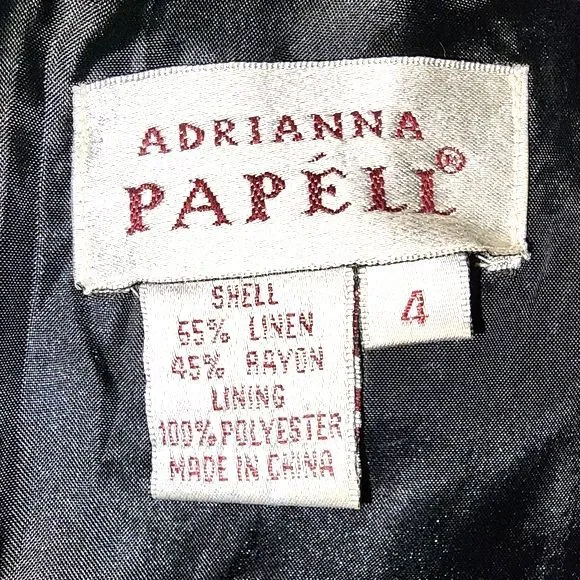 ADRIANNA
PAPÉLL®
4
SHELL
55% LINEN
45% RAYON
LINING
100% POLYESTER
MADE IN CHINA